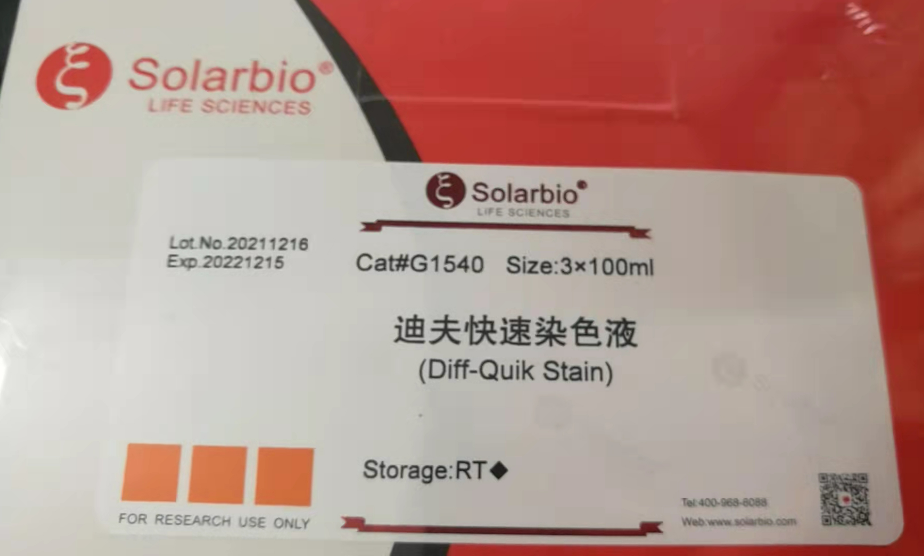 Solarbio®
LIFE SCIENCES
Solarbio®
LIFE SCIENCES
Lot.No.20211216
Exp.20221215
Cat#G1540 Size:3×100ml
迪夫快速染色液
(Diff-Quik Stain)
Storage:RT◆
FOR RESEARCH USE ONLY
Tel:400-968-6088
Web:www.solarbio.com